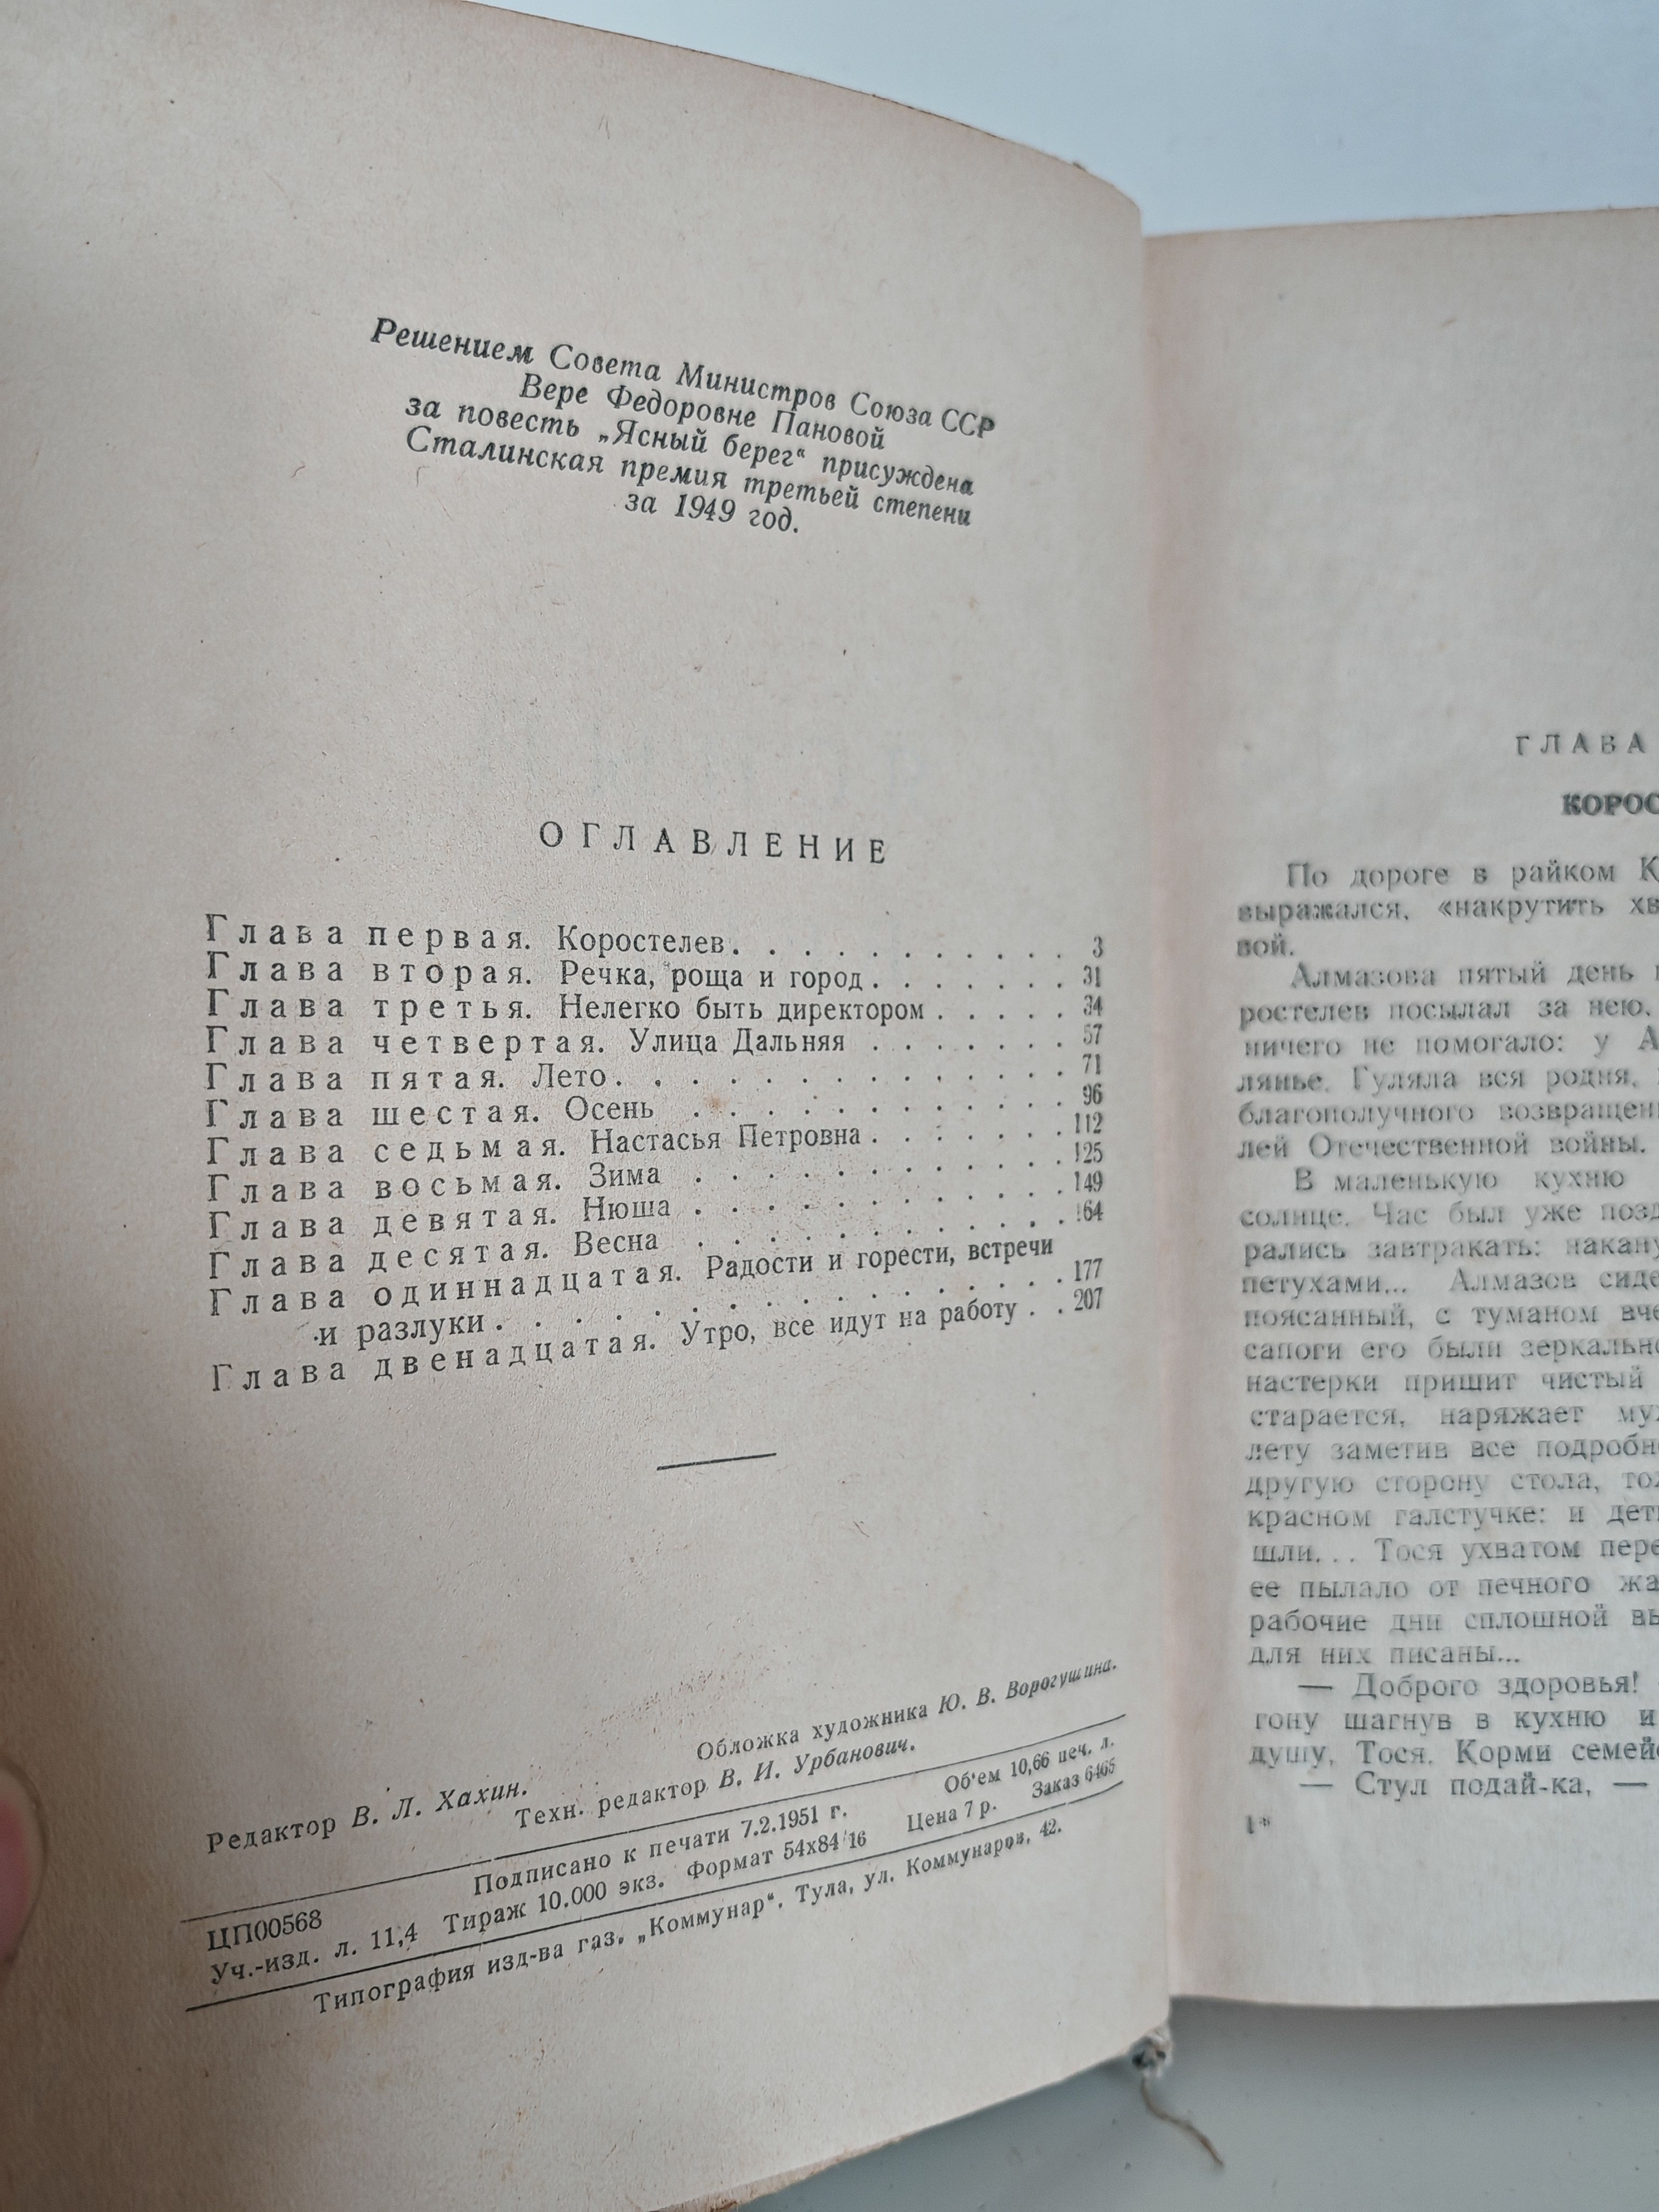 Решением Совета Министров Союза ССР
Вере Федоровне Пановой
за повесть „Ясный берег“ присуждена
Сталинская премия третьей степени
за 1949 год.
ОГЛАВЛЕНИЕ
Глава первая. Коростелев. . . . . . . . . . . . 3
Глава вторая. Речка, роща и город . . . . . . . 31
Глава третья. Нелегко быть директором . . . . . 34
Глава четвертая. Улица Дальняя . . . . . . . 57
Глава пятая. Лето. . . . . . . . . . . . . . 71
Глава шестая. Осень . . . . . . . . . . . . 96
Глава седьмая. Настасья Петровна . . . . . . . 112
Глава восьмая. Зима . . . . . . . . . . . . 125
Глава девятая. Нюша . . . . . . . . . . . . 149
Глава десятая. Весна . . . . . . . . . . . . 164
Глава одиннадцатая. Радости и горести, встречи
и разлуки . . . . . . . . . . . . . . . . 177
Глава двенадцатая. Утро, все идут на работу . . 207
Обложка художника Ю. В. Ворогушина.
Редактор В. Л. Хахин.
Техн. редактор В. И. Урбанович.
ЦП00568 Подписано к печати 7.2.1951 г. Об'ем 10,66 печ. л.
Уч.-изд. л. 11,4 Тираж 10.000 экз. Формат 54х84/16 Цена 7 р. Заказ 6465
Типография изд-ва газ. „Коммунар“. Тула, ул. Коммунаров, 42.
ГЛАВА
КОРОС
По дороге в райком К
выражался, «накрутить хв
вой.
Алмазова пятый день
ростелев посылал за нею.
ничего не помогало: у А
лянье. Гуляла вся родня,
благополучного возвращен
лей Отечественной войны.
В маленькую кухню
солнце. Час был уже позд
рались завтракать: накану
петухами... Алмазов сиде
поясанный, с туманом вче
сапоги его были зеркальн
настерки пришит чистый
старается, наряжает му
лету заметив все подробн
другую сторону стола, то
красном галстучке: и дет
шли... Тося ухватом пере
ее пылало от печного жа
рабочие дни сплошной вы
для них писаны...
— Доброго здоровья!
гону шагнув в кухню и
душу, Тося. Корми семей
— Стул подай-ка, —
1*